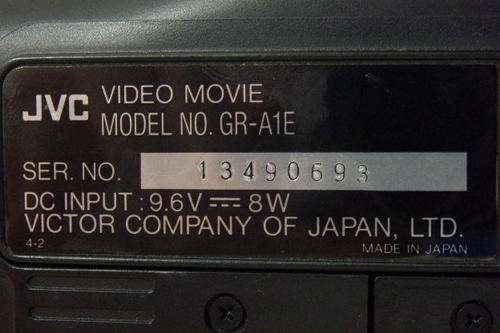 JVC VIDEO MOVIE
MODEL NO. GR-A1E
SER. NO. 13490693
DC INPUT : 9.6V ⎓ 8W
VICTOR COMPANY OF JAPAN, LTD.
4-2 MADE IN JAPAN